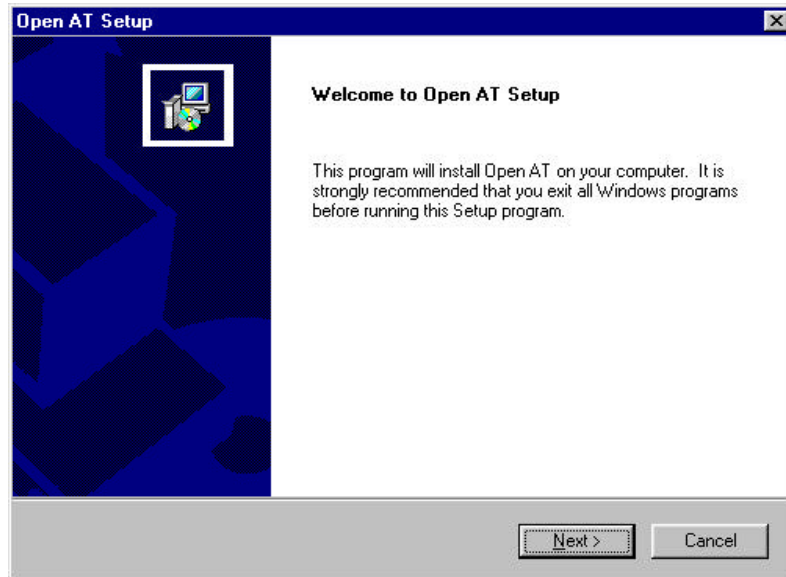 Open AT Setup
Welcome to Open AT Setup
This program will install Open AT on your computer. It is
strongly recommended that you exit all Windows programs
before running this Setup program.
Next >
Cancel